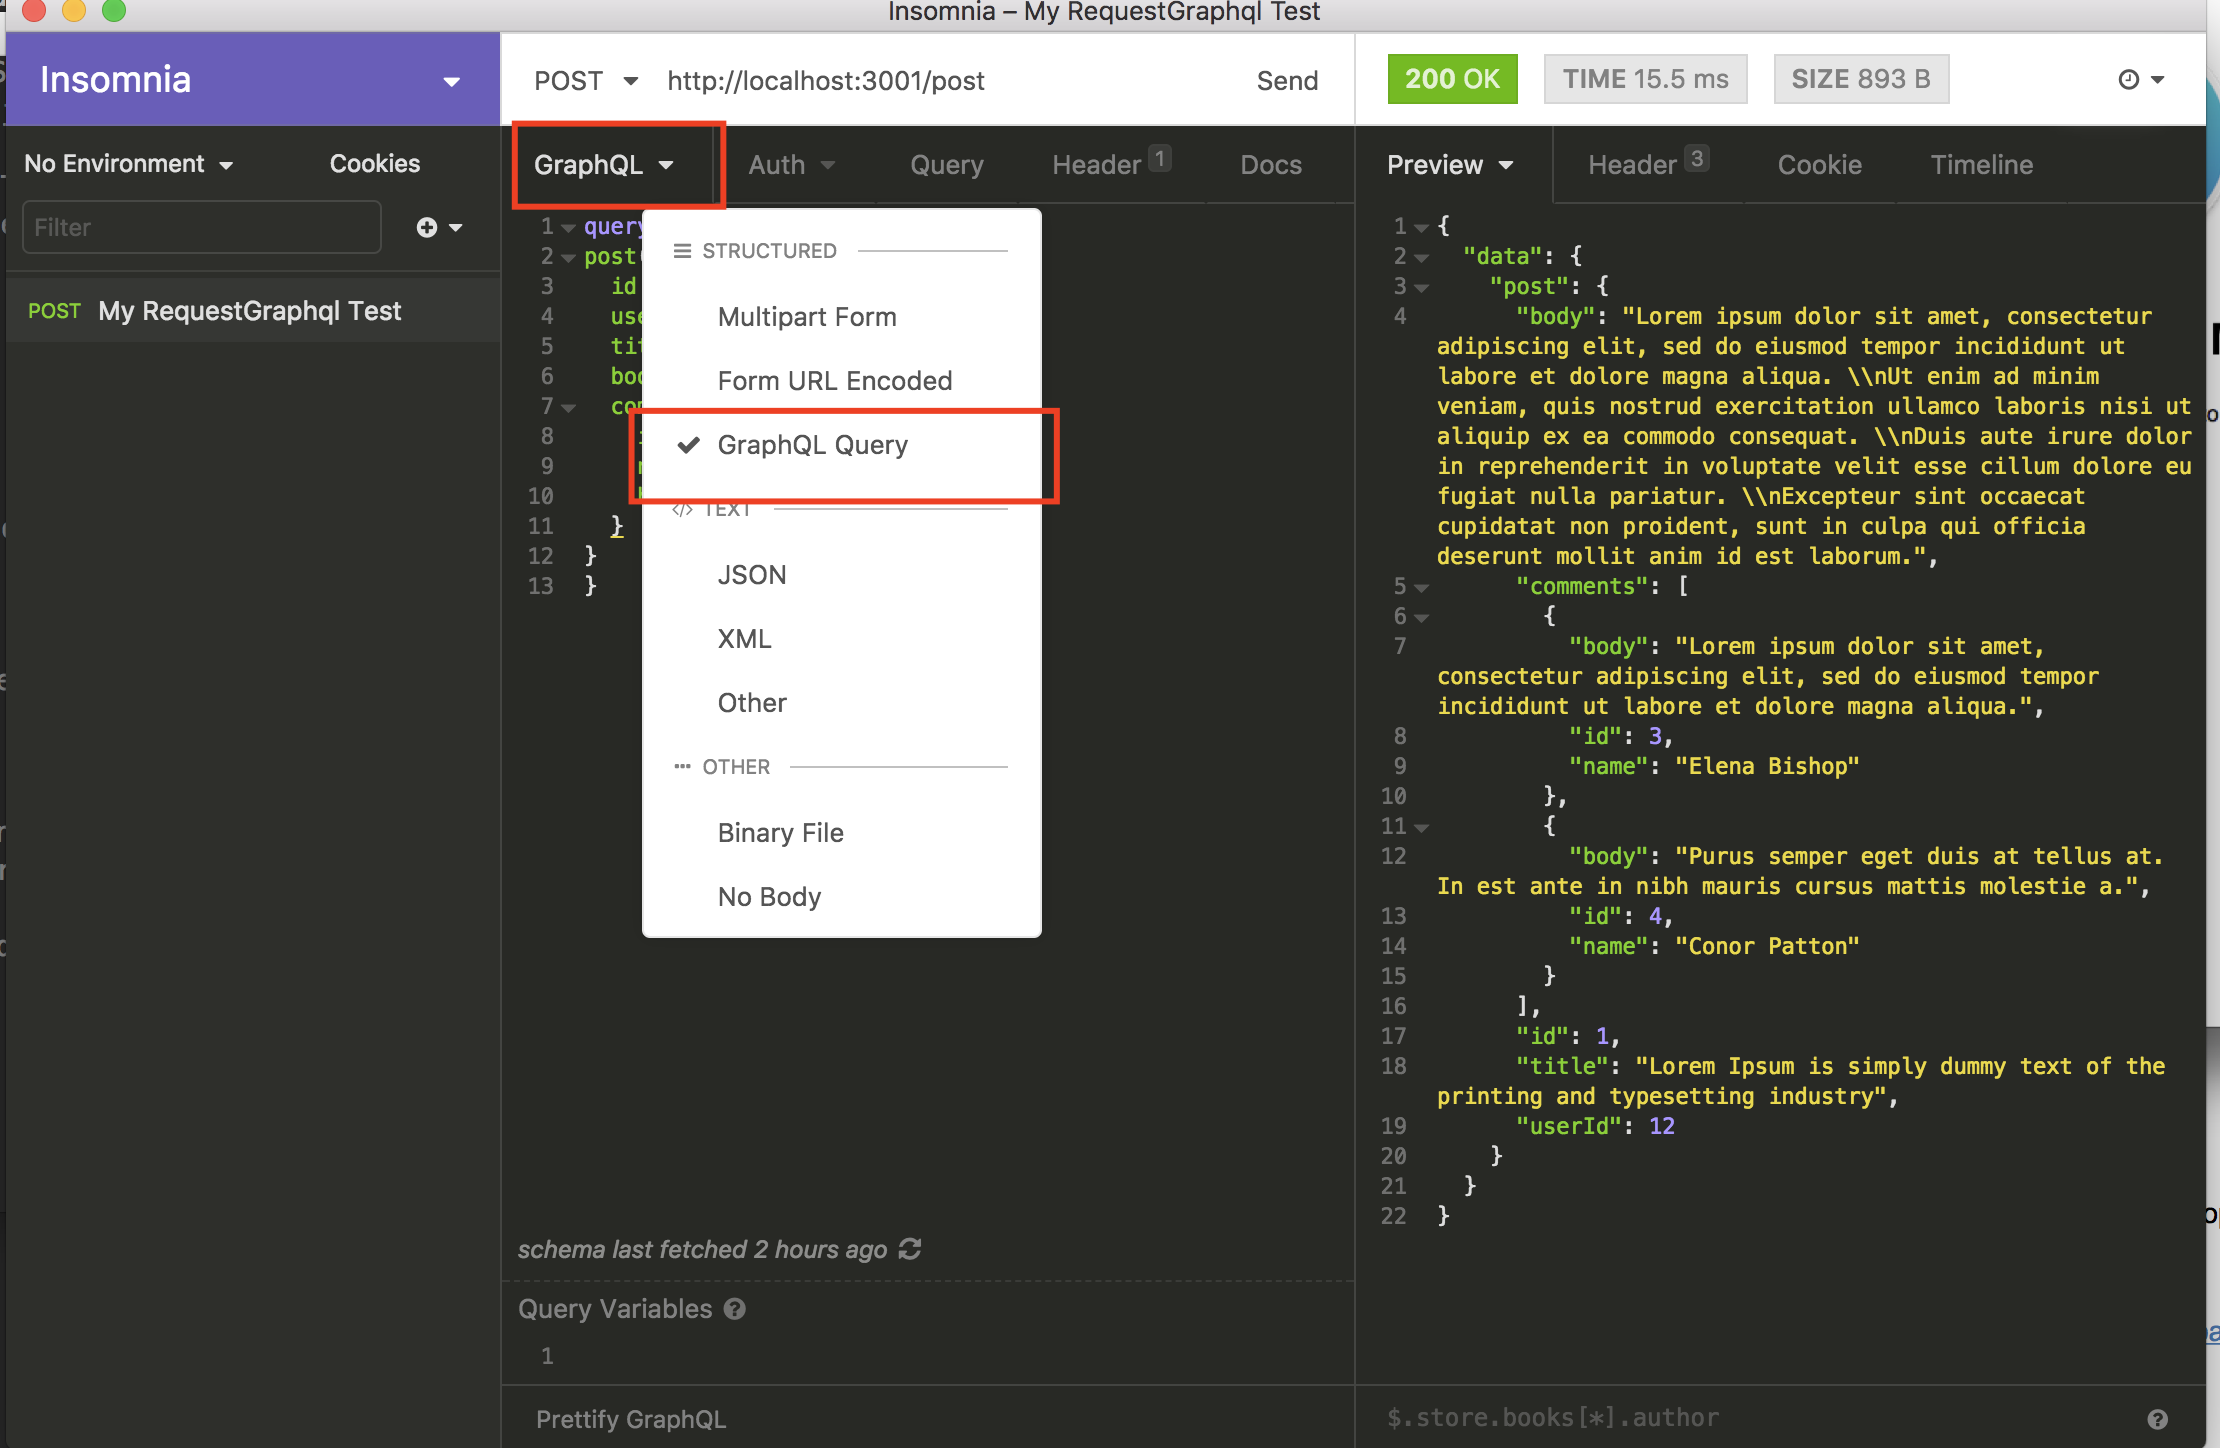 Insomnia – My RequestGraphql Test
Insomnia
POST http://localhost:3001/post Send
200 OK TIME 15.5 ms SIZE 893 B
No Environment Cookies
Filter
POST My RequestGraphql Test
GraphQL Auth Query Header 1 Docs
1 query
2 post
3 id
4
5
6
7
8
9
10
11 }
12 }
13 }
STRUCTURED
Multipart Form
Form URL Encoded
GraphQL Query
</> TEXT
JSON
XML
Other
OTHER
Binary File
No Body
schema last fetched 2 hours ago
Query Variables
1
Prettify GraphQL
Preview Header 3 Cookie Timeline
1 {
2 "data": {
3 "post": {
4 "body": "Lorem ipsum dolor sit amet, consectetur
adipiscing elit, sed do eiusmod tempor incididunt ut
labore et dolore magna aliqua. \\nUt enim ad minim
veniam, quis nostrud exercitation ullamco laboris nisi ut
aliquip ex ea commodo consequat. \\nDuis aute irure dolor
in reprehenderit in voluptate velit esse cillum dolore eu
fugiat nulla pariatur. \\nExcepteur sint occaecat
cupidatat non proident, sunt in culpa qui officia
deserunt mollit anim id est laborum.",
5 "comments": [
6 {
7 "body": "Lorem ipsum dolor sit amet,
consectetur adipiscing elit, sed do eiusmod tempor
incididunt ut labore et dolore magna aliqua.",
8 "id": 3,
9 "name": "Elena Bishop"
10 },
11 {
12 "body": "Purus semper eget duis at tellus at.
In est ante in nibh mauris cursus mattis molestie a.",
13 "id": 4,
14 "name": "Conor Patton"
15 }
16 ],
17 "id": 1,
18 "title": "Lorem Ipsum is simply dummy text of the
printing and typesetting industry",
19 "userId": 12
20 }
21 }
22 }
$.store.books[*].author